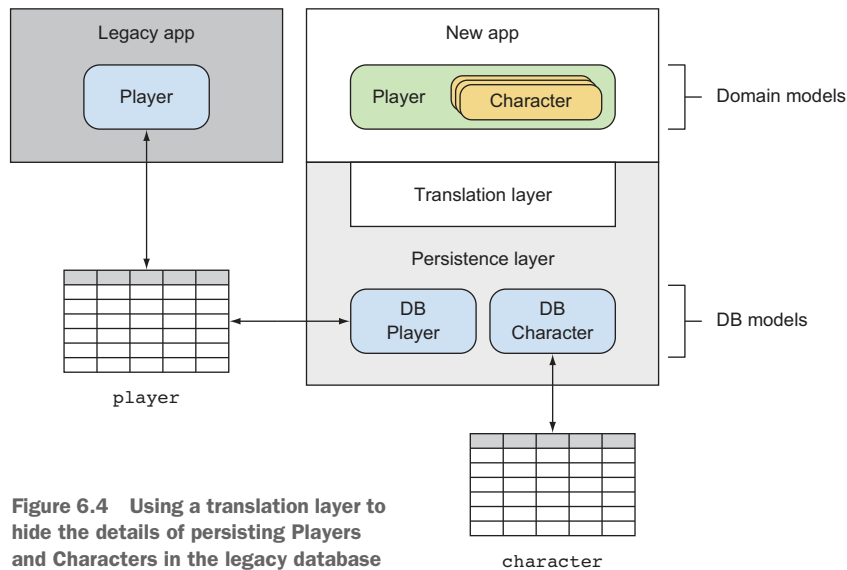 Legacy app
Player
New app
Player
Character
Domain models
Translation layer
Persistence layer
DB
Player
DB
Character
DB models
player
character
Figure 6.4 Using a translation layer to
hide the details of persisting Players
and Characters in the legacy database